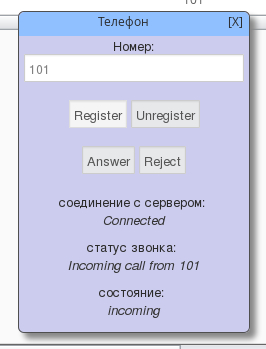 101
Телефон [X]
Номер:
101
Register Unregister
Answer Reject
соединение с сервером:
Connected
статус звонка:
Incoming call from 101
состояние:
incoming